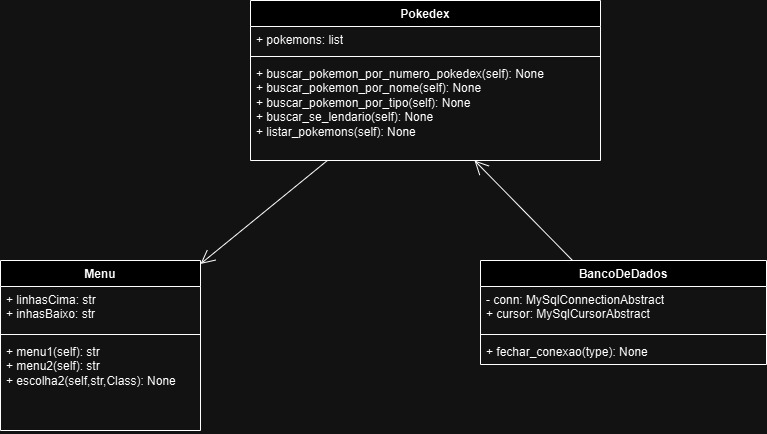 Pokedex
+ pokemons: list
+ buscar_pokemon_por_numero_pokedex(self): None
+ buscar_pokemon_por_nome(self): None
+ buscar_pokemon_por_tipo(self): None
+ buscar_se_lendario(self): None
+ listar_pokemons(self): None
Menu
+ linhasCima: str
+ inhasBaixo: str
+ menu1(self): str
+ menu2(self): str
+ escolha2(self,str,Class): None
BancoDeDados
- conn: MySqlConnectionAbstract
+ cursor: MySqlCursorAbstract
+ fechar_conexao(type): None